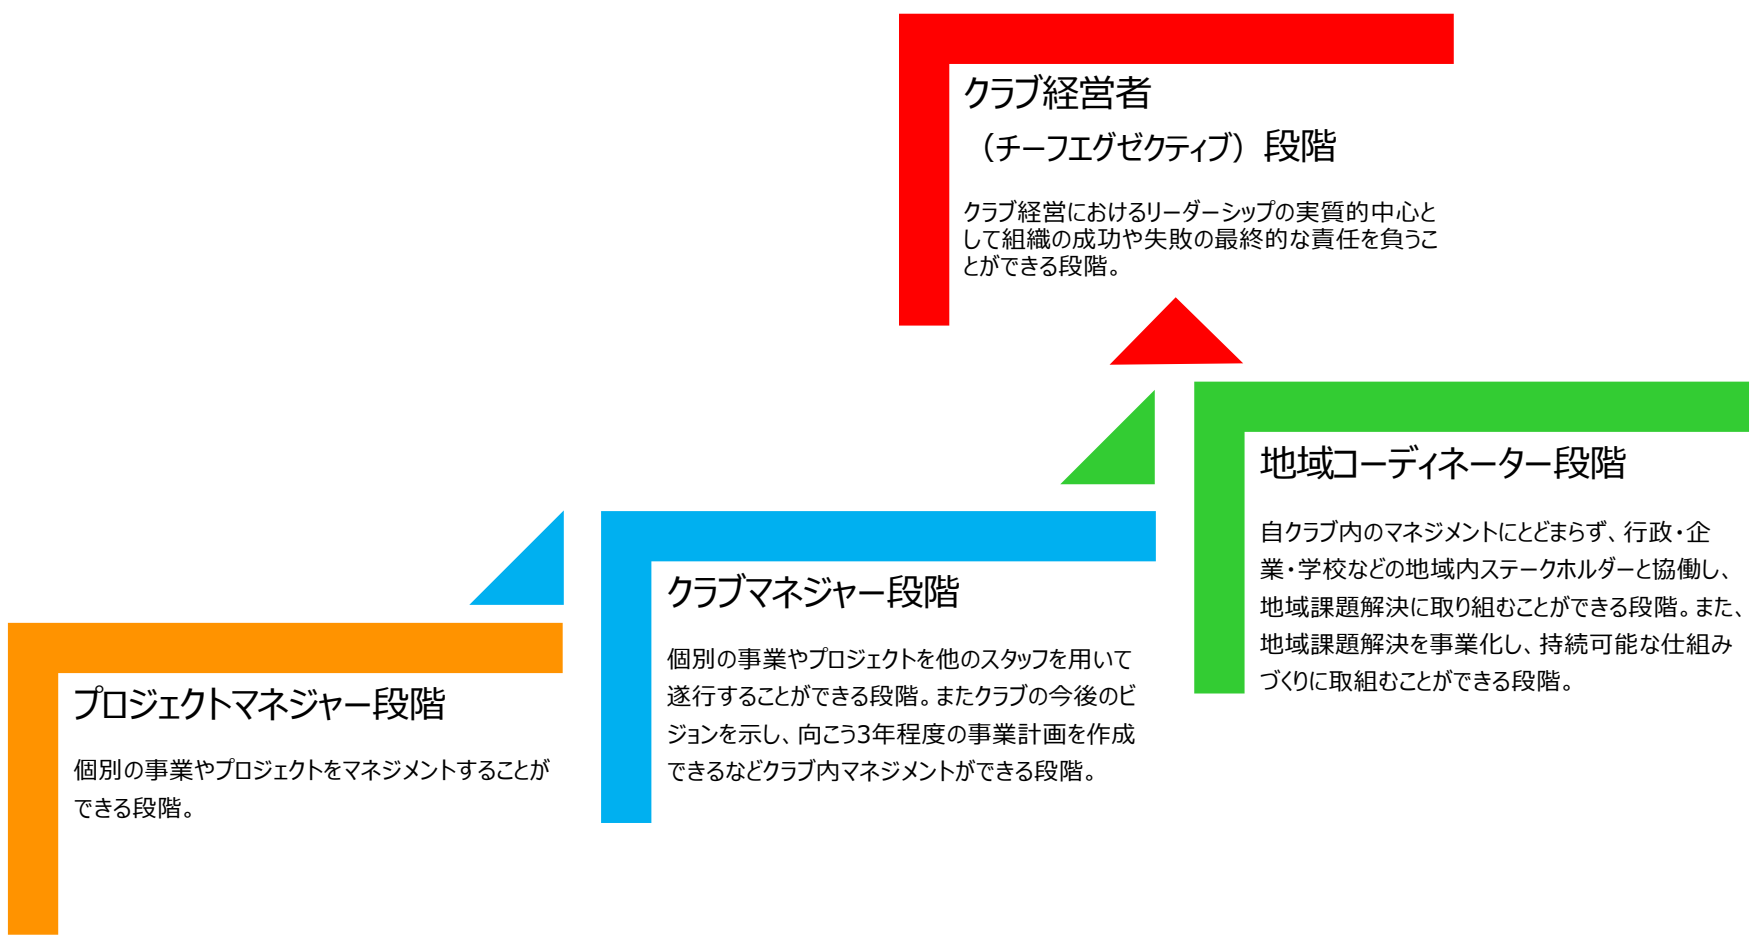 クラブ経営者
（チーフエグゼクティブ）段階
クラブ経営におけるリーダーシップの実質的中心と
して組織の成功や失敗の最終的な責任を負うこ
とができる段階。
地域コーディネーター段階
自クラブ内のマネジメントにとどまらず、行政・企
業・学校などの地域内ステークホルダーと協働し、
地域課題解決に取り組むことができる段階。また、
地域課題解決を事業化し、持続可能な仕組み
づくりに取組むことができる段階。
クラブマネジャー段階
個別の事業やプロジェクトを他のスタッフを用いて
遂行することができる段階。またクラブの今後のビ
ジョンを示し、向こう3年程度の事業計画を作成
できるなどクラブ内マネジメントができる段階。
プロジェクトマネジャー段階
個別の事業やプロジェクトをマネジメントすることが
できる段階。